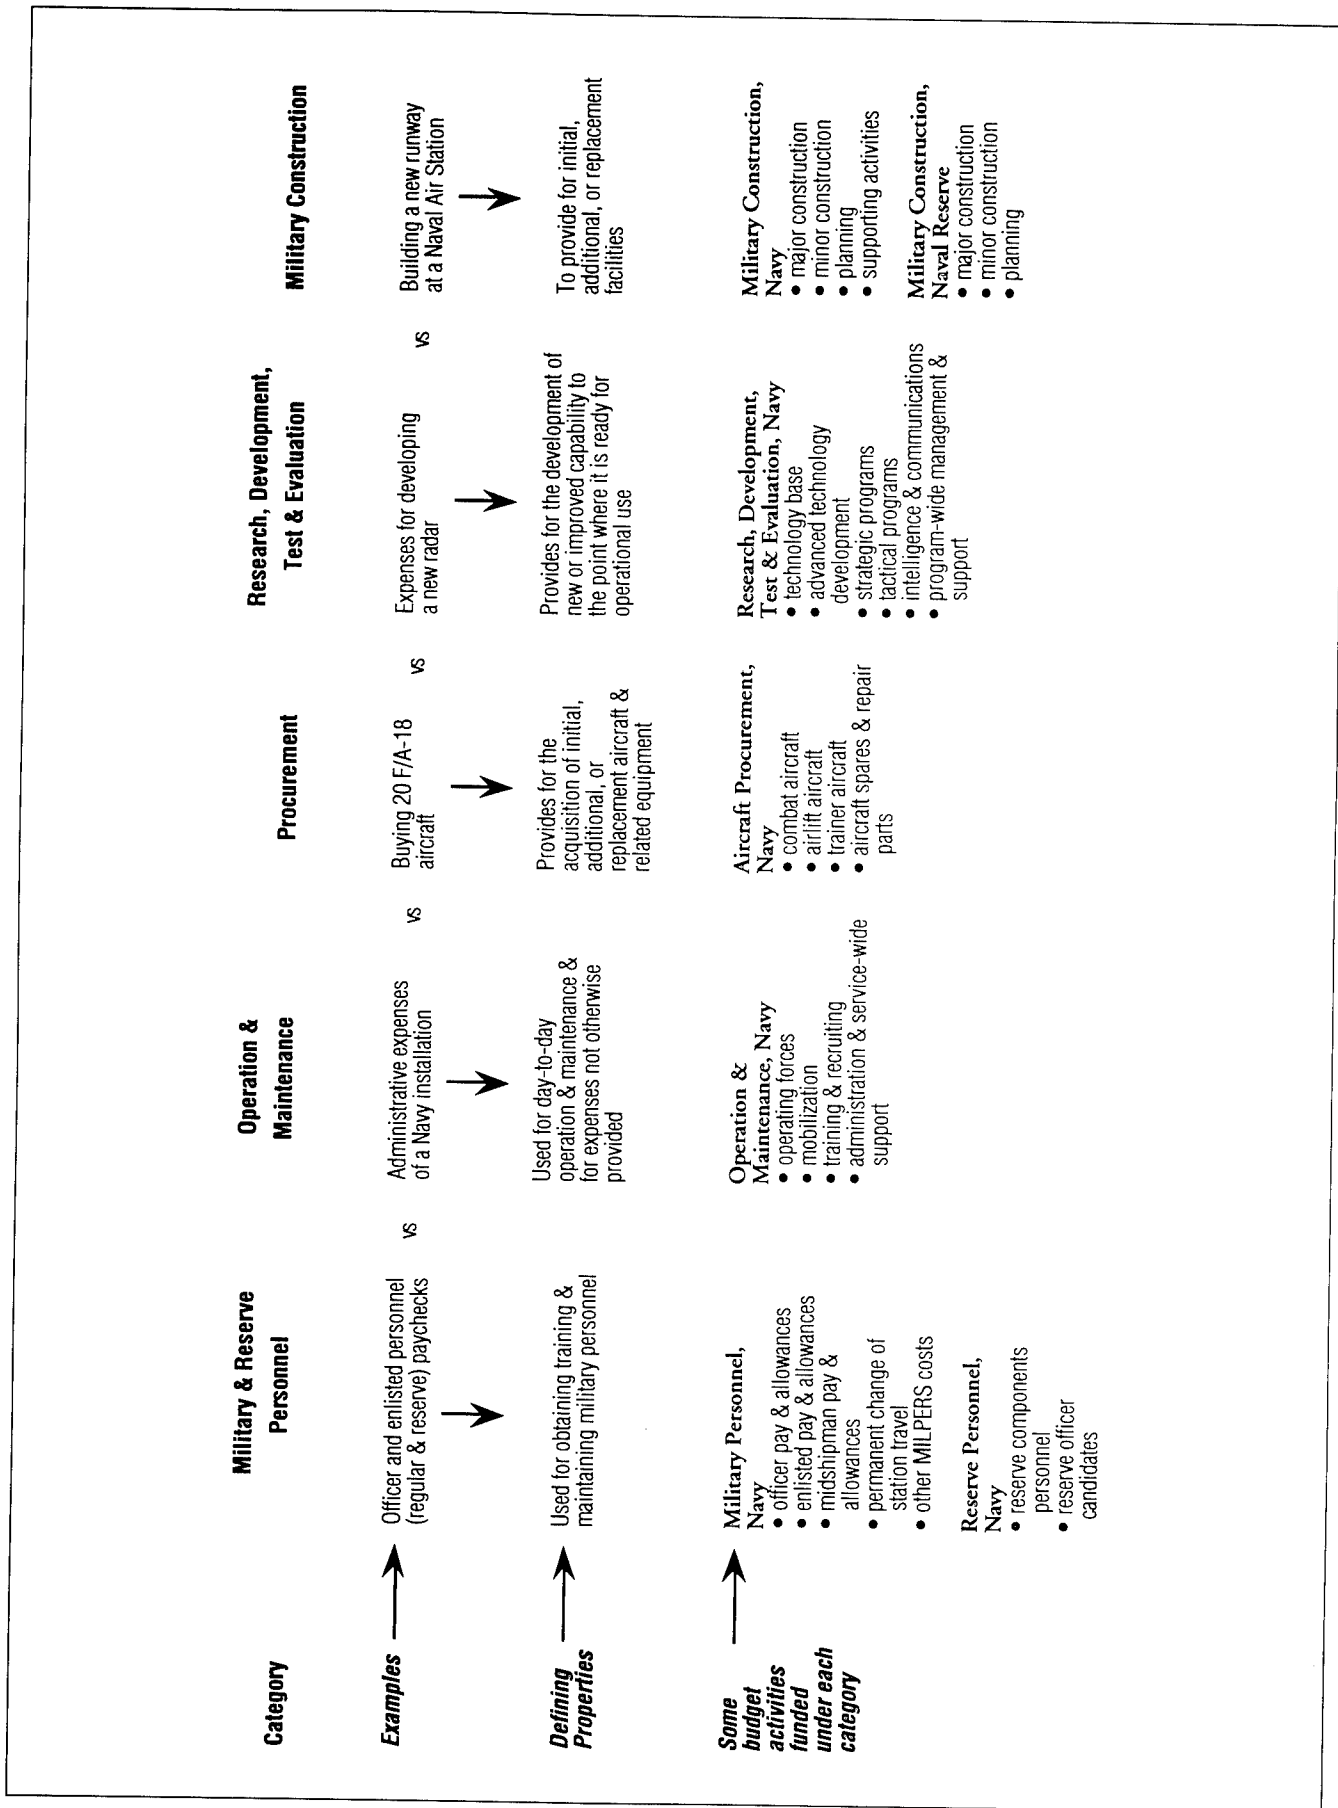 Category
Military & Reserve
Personnel
Operation &
Maintenance
Procurement
Research, Development,
Test & Evaluation
Military Construction
Examples
Officer and enlisted personnel
(regular & reserve) paychecks
vs
Administrative expenses
of a Navy installation
vs
Buying 20 F/A-18
aircraft
vs
Expenses for developing
a new radar
vs
Building a new runway
at a Naval Air Station
Defining
Properties
Used for obtaining training &
maintaining military personnel
Used for day-to-day
operation & maintenance &
for expenses not otherwise
provided
Provides for the
acquisition of initial,
additional, or
replacement aircraft &
related equipment
Provides for the development of
new or improved capability to
the point where it is ready for
operational use
To provide for initial,
additional, or replacement
facilities
Some
budget
activities
funded
under each
category
Military Personnel,
Navy
• officer pay & allowances
• enlisted pay & allowances
• midshipman pay &
allowances
• permanent change of
station travel
• other MILPERS costs
Reserve Personnel,
Navy
• reserve components
personnel
• reserve officer
candidates
Operation &
Maintenance, Navy
• operating forces
• mobilization
• training & recruiting
• administration & service-wide
support
Aircraft Procurement,
Navy
• combat aircraft
• airlift aircraft
• trainer aircraft
• aircraft spares & repair
parts
Research, Development,
Test & Evaluation, Navy
• technology base
• advanced technology
development
• strategic programs
• tactical programs
• intelligence & communications
• program-wide management &
support
Military Construction,
Navy
• major construction
• minor construction
• planning
• supporting activities
Military Construction,
Naval Reserve
• major construction
• minor construction
• planning